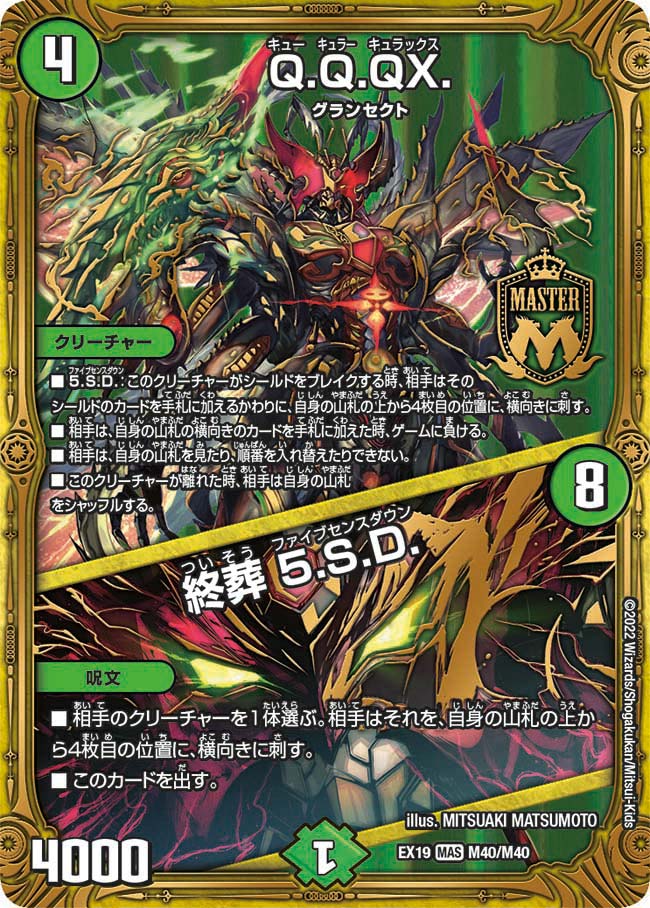 4
キュー キュラー キュラックス
Q.Q.QX.
グランセクト
MASTER
M
クリーチャー
ファイブセンスダウン
■ 5.S.D.:このクリーチャーがシールドをブレイクする時、相手はその
シールドのカードを手札に加えるかわりに、自身の山札の上から4枚目の位置に、横向きに刺す。
■ 相手は、自身の山札の横向きのカードを手札に加えた時、ゲームに負ける。
■ 相手は、自身の山札を見たり、順番を入れ替えたりできない。
■ このクリーチャーが離れた時、相手は自身の山札
をシャッフルする。
8
ついそう ファイブセンスダウン
終葬 5.S.D.
呪文
■ 相手のクリーチャーを1体選ぶ。相手はそれを、自身の山札の上か
ら4枚目の位置に、横向きに刺す。
■ このカードを出す。
©2022 Wizards/Shogakukan/Mitsui-Kids
illus. MITSUAKI MATSUMOTO
4000
1
EX19 MAS M40/M40